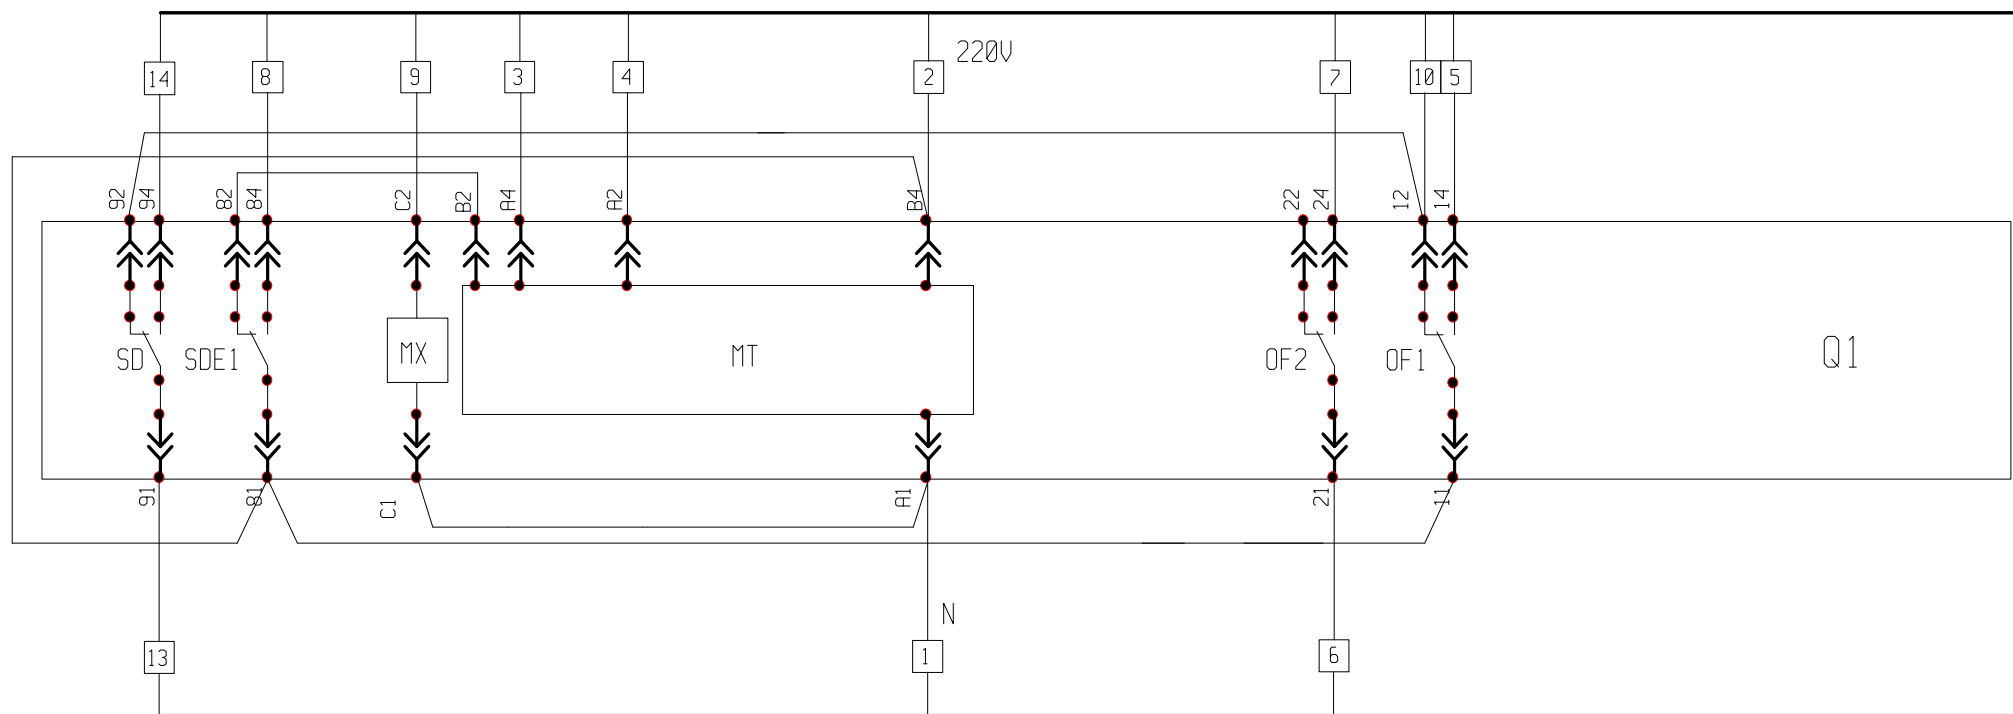 220V
14 8 9 3 4 2 7 10 5
92 94 82 84 C2 B2 A4 A2 B4 22 24 12 14
SD SDE1 MX MT OF2 OF1 Q1
91 81 C1 A1 21 11
N
13 1 6